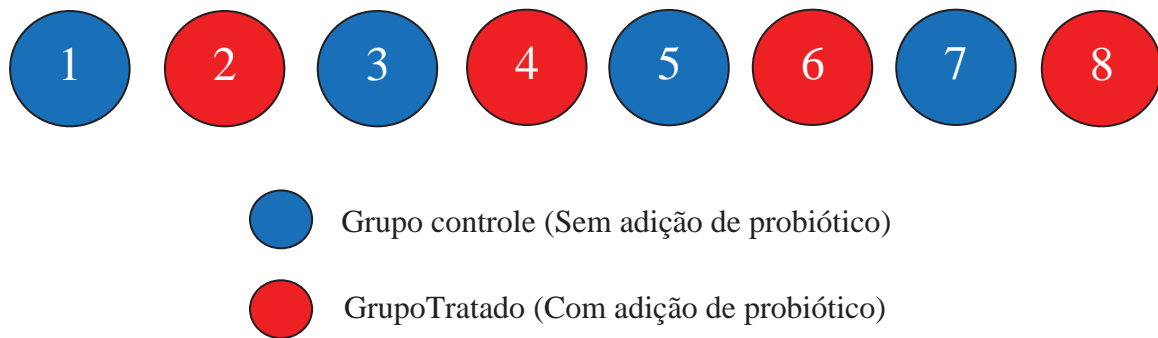 1 2 3 4 5 6 7 8
Grupo controle (Sem adição de probiótico)
GrupoTratado (Com adição de probiótico)